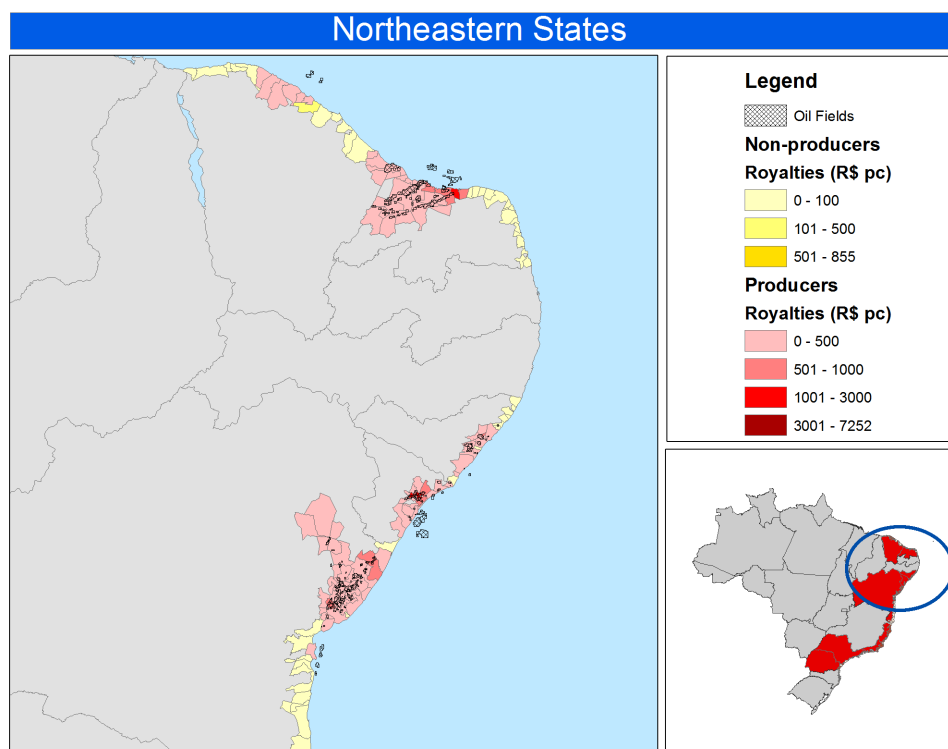 Northeastern States
Legend
Oil Fields
Non-producers
Royalties (R$ pc)
0 - 100
101 - 500
501 - 855
Producers
Royalties (R$ pc)
0 - 500
501 - 1000
1001 - 3000
3001 - 7252